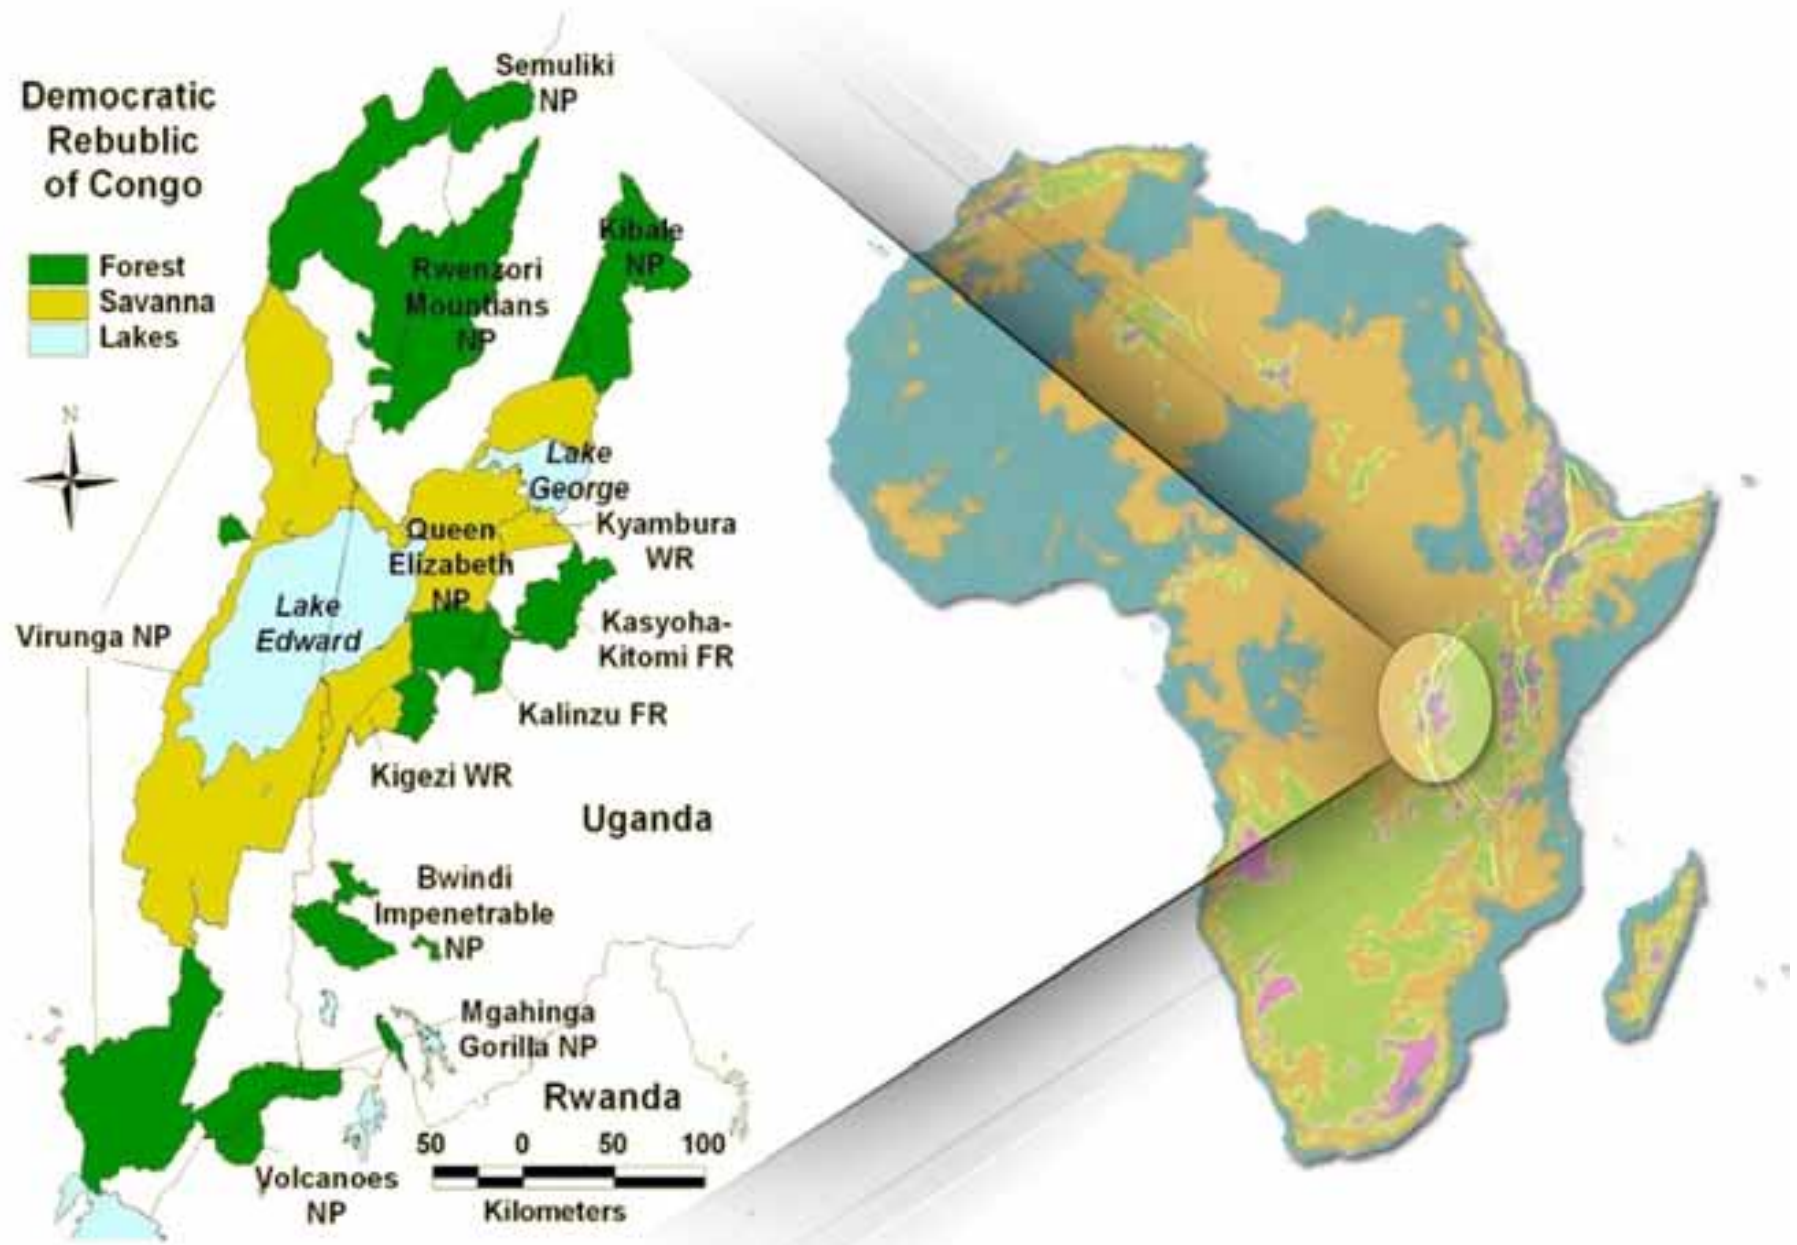 Semuliki
NP
Democratic
Rebublic
of Congo
Forest
Savanna
Lakes
Kibale
NP
Rwenzori
Mountians
NP
N
Lake
George
Queen
Elizabeth
NP
Kyambura
WR
Lake
Edward
Virunga NP
Kasyoha-
Kitomi FR
Kalinzu FR
Kigezi WR
Uganda
Bwindi
Impenetrable
NP
Mgahinga
Gorilla NP
Rwanda
50 0 50 100
Kilometers
Volcanoes
NP